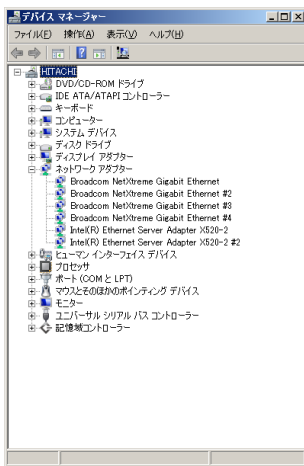 デバイス マネージャー
ファイル(F) 操作(A) 表示(V) ヘルプ(H)
HITACHI
DVD/CD-ROM ドライブ
IDE ATA/ATAPI コントローラー
キーボード
コンピューター
システム デバイス
ディスク ドライブ
ディスプレイ アダプター
ネットワーク アダプター
Broadcom NetXtreme Gigabit Ethernet
Broadcom NetXtreme Gigabit Ethernet #2
Broadcom NetXtreme Gigabit Ethernet #3
Broadcom NetXtreme Gigabit Ethernet #4
Intel(R) Ethernet Server Adapter X520-2
Intel(R) Ethernet Server Adapter X520-2 #2
ヒューマン インターフェイス デバイス
プロセッサ
ポート (COM と LPT)
マウスとそのほかのポインティング デバイス
モニター
ユニバーサル シリアル バス コントローラー
記憶域コントローラー